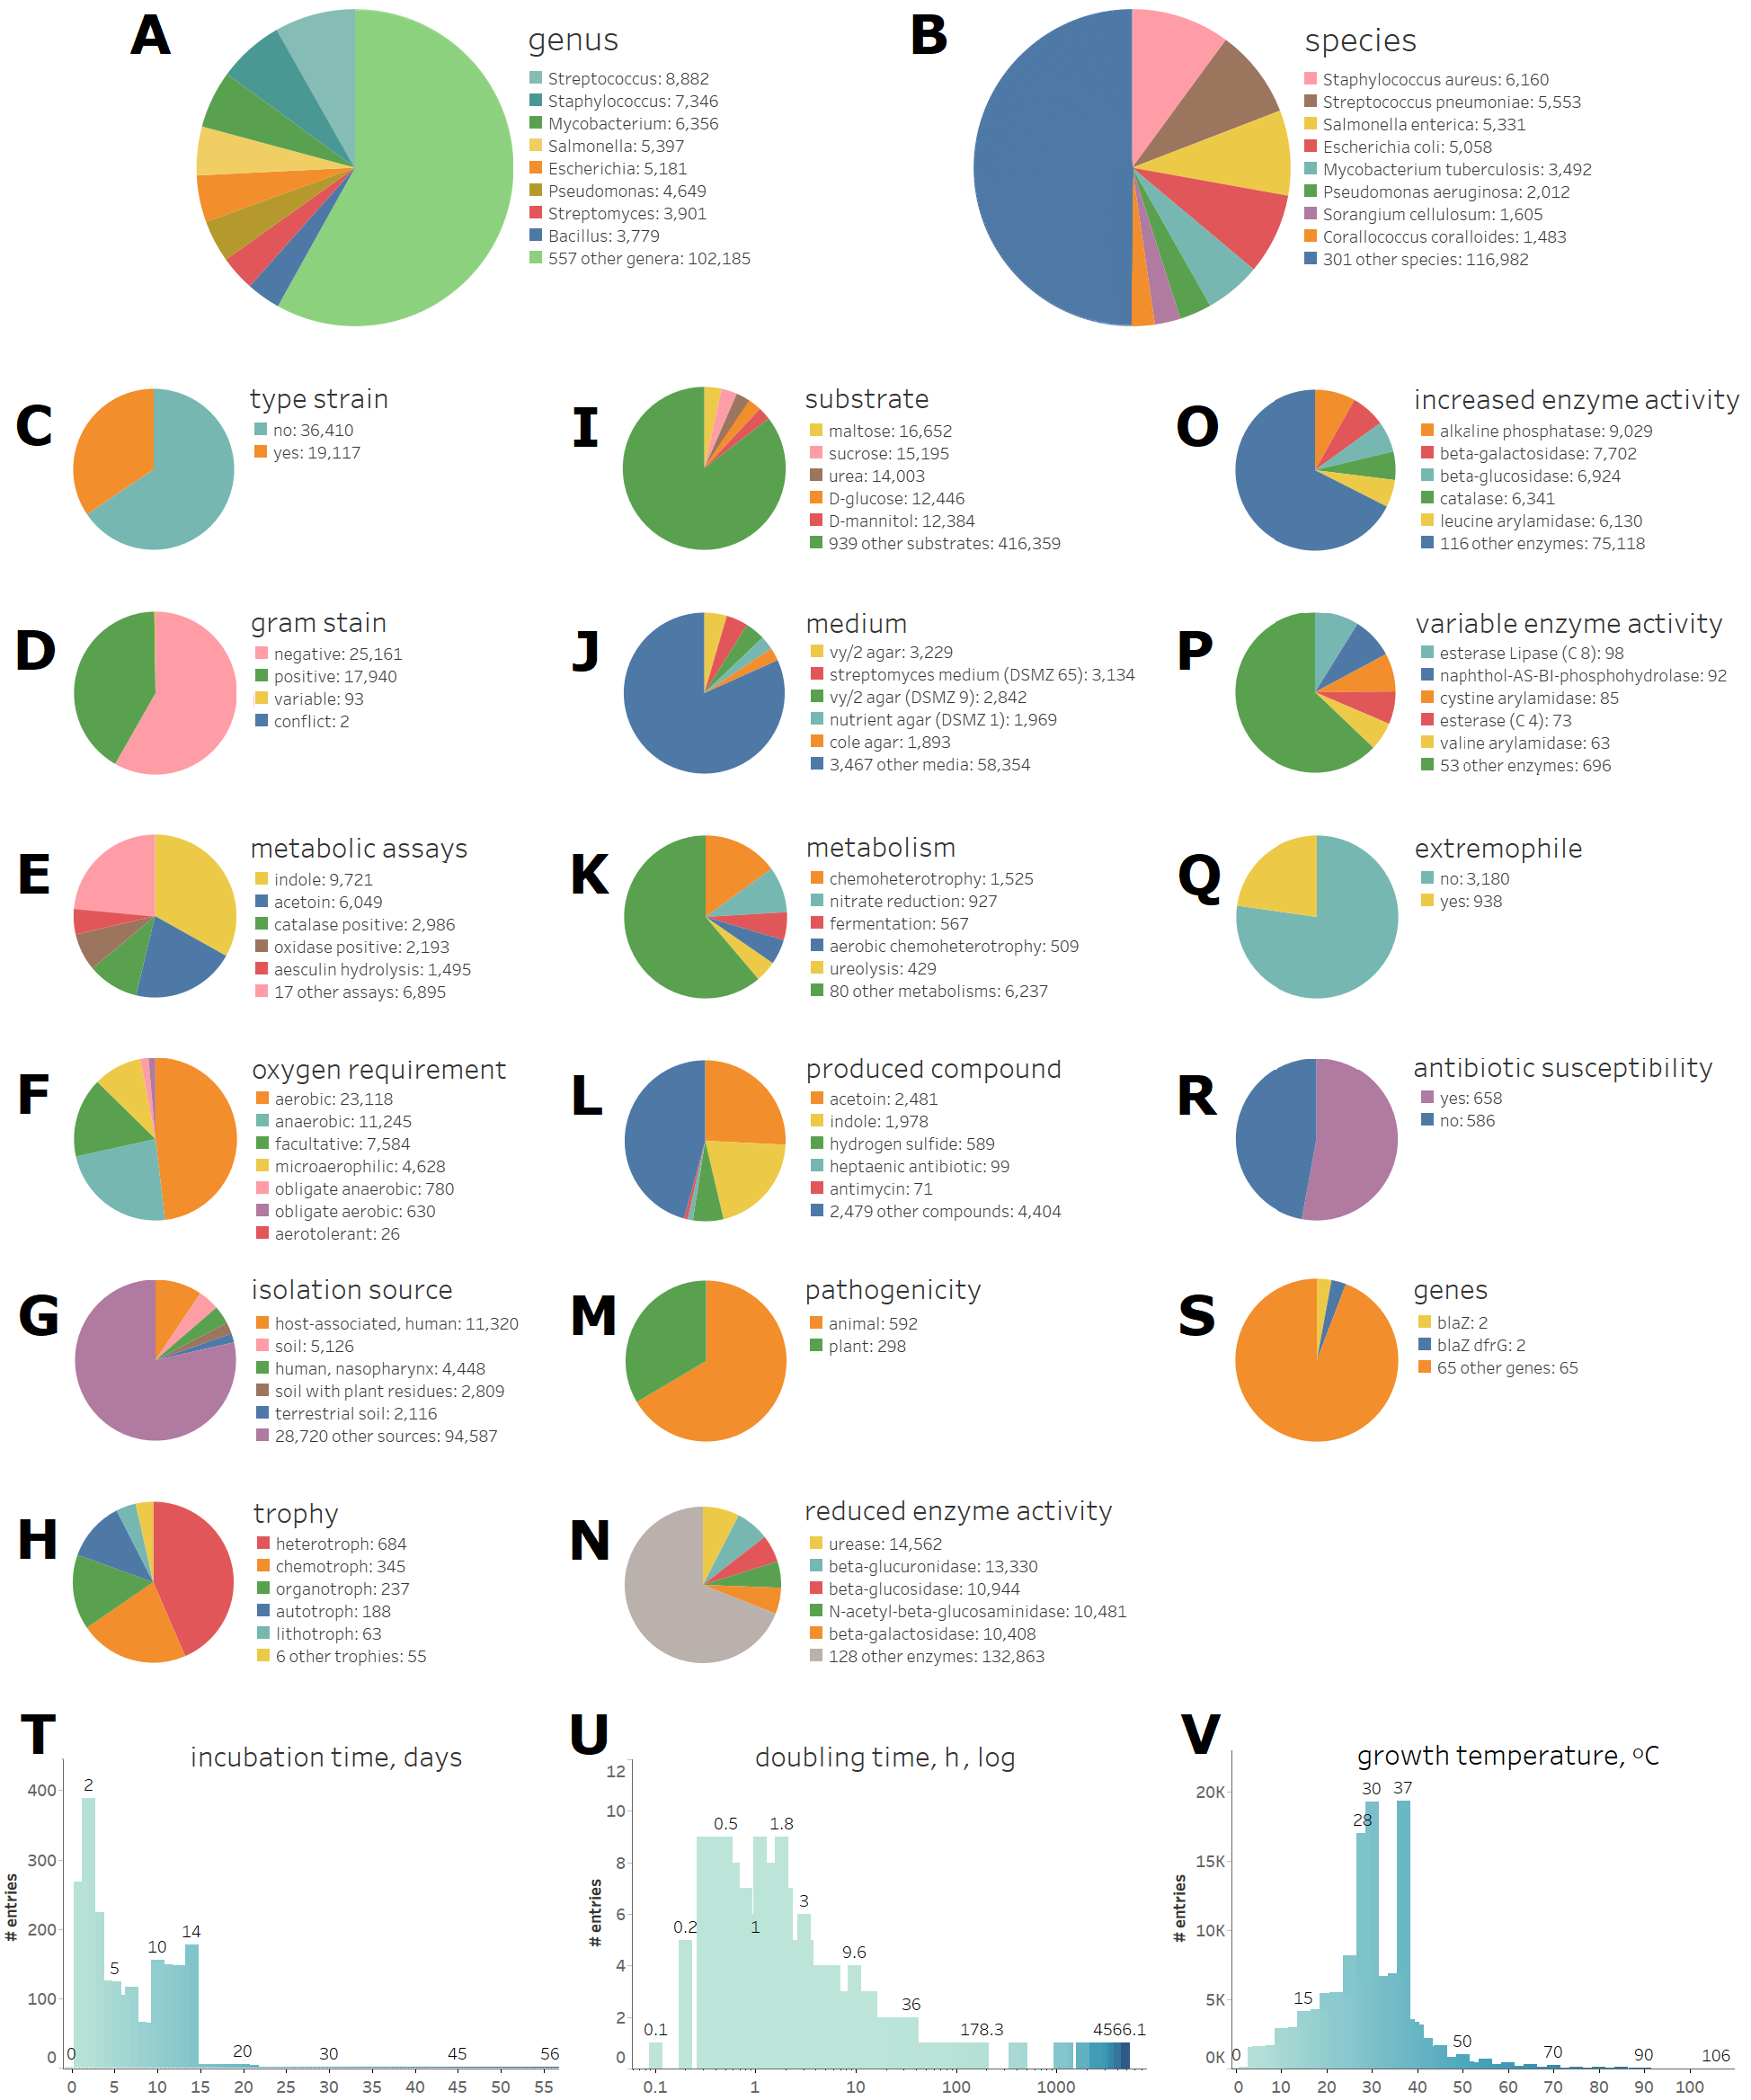 A
genus
Streptococcus: 8,882
Staphylococcus: 7,346
Mycobacterium: 6,356
Salmonella: 5,397
Escherichia: 5,181
Pseudomonas: 4,649
Streptomyces: 3,901
Bacillus: 3,779
557 other genera: 102,185
B
species
Staphylococcus aureus: 6,160
Streptococcus pneumoniae: 5,553
Salmonella enterica: 5,331
Escherichia coli: 5,058
Mycobacterium tuberculosis: 3,492
Pseudomonas aeruginosa: 2,012
Sorangium cellulosum: 1,605
Corallococcus coralloides: 1,483
301 other species: 116,982
C
type strain
no: 36,410
yes: 19,117
I
substrate
maltose: 16,652
sucrose: 15,195
urea: 14,003
D-glucose: 12,446
D-mannitol: 12,384
939 other substrates: 416,359
O
increased enzyme activity
alkaline phosphatase: 9,029
beta-galactosidase: 7,702
beta-glucosidase: 6,924
catalase: 6,341
leucine arylamidase: 6,130
116 other enzymes: 75,118
D
gram stain
negative: 25,161
positive: 17,940
variable: 93
conflict: 2
J
medium
vy/2 agar: 3,229
streptomyces medium (DSMZ 65): 3,134
vy/2 agar (DSMZ 9): 2,842
nutrient agar (DSMZ 1): 1,969
cole agar: 1,893
3,467 other media: 58,354
P
variable enzyme activity
esterase Lipase (C 8): 98
naphthol-AS-BI-phosphohydrolase: 92
cystine arylamidase: 85
esterase (C 4): 73
valine arylamidase: 63
53 other enzymes: 696
E
metabolic assays
indole: 9,721
acetoin: 6,049
catalase positive: 2,986
oxidase positive: 2,193
aesculin hydrolysis: 1,495
17 other assays: 6,895
K
metabolism
chemoheterotrophy: 1,525
nitrate reduction: 927
fermentation: 567
aerobic chemoheterotrophy: 509
ureolysis: 429
80 other metabolisms: 6,237
Q
extremophile
no: 3,180
yes: 938
F
oxygen requirement
aerobic: 23,118
anaerobic: 11,245
facultative: 7,584
microaerophilic: 4,628
obligate anaerobic: 780
obligate aerobic: 630
aerotolerant: 26
L
produced compound
acetoin: 2,481
indole: 1,978
hydrogen sulfide: 589
heptaenic antibiotic: 99
antimycin: 71
2,479 other compounds: 4,404
R
antibiotic susceptibility
yes: 658
no: 586
G
isolation source
host-associated, human: 11,320
soil: 5,126
human, nasopharynx: 4,448
soil with plant residues: 2,809
terrestrial soil: 2,116
28,720 other sources: 94,587
M
pathogenicity
animal: 592
plant: 298
S
genes
blaZ: 2
blaZ dfrG: 2
65 other genes: 65
H
trophy
heterotroph: 684
chemotroph: 345
organotroph: 237
autotroph: 188
lithotroph: 63
6 other trophies: 55
N
reduced enzyme activity
urease: 14,562
beta-glucuronidase: 13,330
beta-glucosidase: 10,944
N-acetyl-beta-glucosaminidase: 10,481
beta-galactosidase: 10,408
128 other enzymes: 132,863
T
incubation time, days
# entries
400
300
200
100
0
2
5
10
14
0
20
30
45
56
0 5 10 15 20 25 30 35 40 45 50 55
U
doubling time, h, log
# entries
12
10
8
6
4
2
0
0.1
0.2
0.5
1
1.8
3
9.6
36
178.3
4566.1
0.1 1 10 100 1000
V
growth temperature, ºC
# entries
20K
15K
10K
5K
0K
0
15
28
30
37
50
70
90
106
0 10 20 30 40 50 60 70 80 90 100